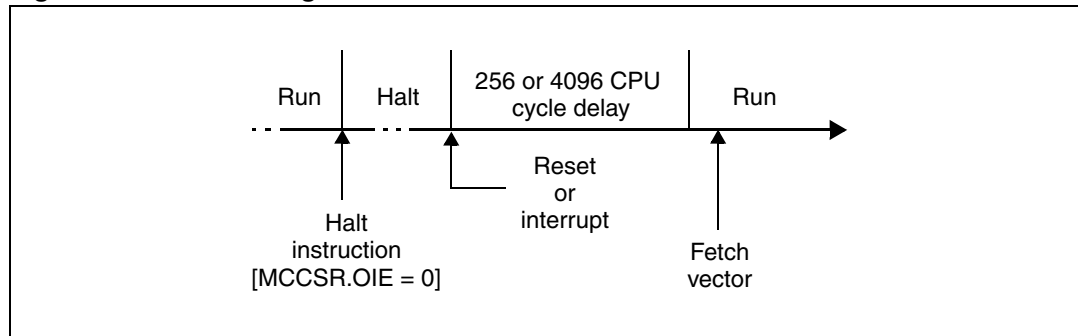 Run
Halt
256 or 4096 CPU
cycle delay
Run
Reset
or
interrupt
Halt
instruction
[MCCSR.OIE = 0]
Fetch
vector